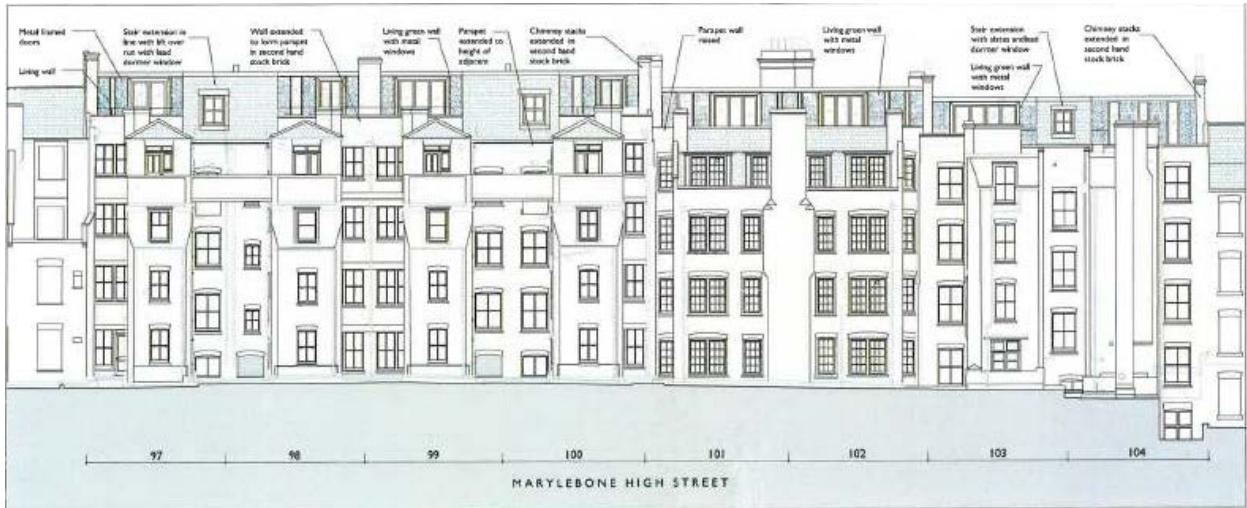 Metal framed
doors
Living wall
Stair extension in
line with lift over
run with lead
dormer window
Wall extended
to form parapet
in second hand
stock brick
Living green wall
with metal
windows
Parapet
extended to
height of
adjacent
Chimney stacks
extended in
second hand
stock brick
Parapet wall
raised
Living green wall
with metal
windows
Stair extension
with slates and lead
dormer window
Living green wall
with metal
windows
Chimney stacks
extended in
second hand
stock brick
97 98 99 100 101 102 103 104
MARYLEBONE HIGH STREET